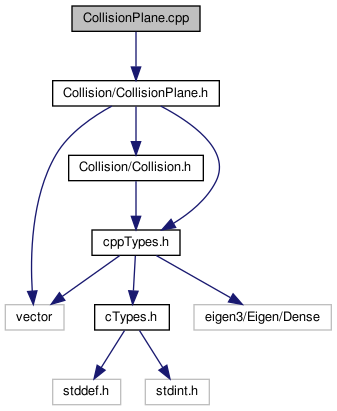 CollisionPlane.cpp
Collision/CollisionPlane.h
Collision/Collision.h
cppTypes.h
vector
cTypes.h
eigen3/Eigen/Dense
stddef.h
stdint.h